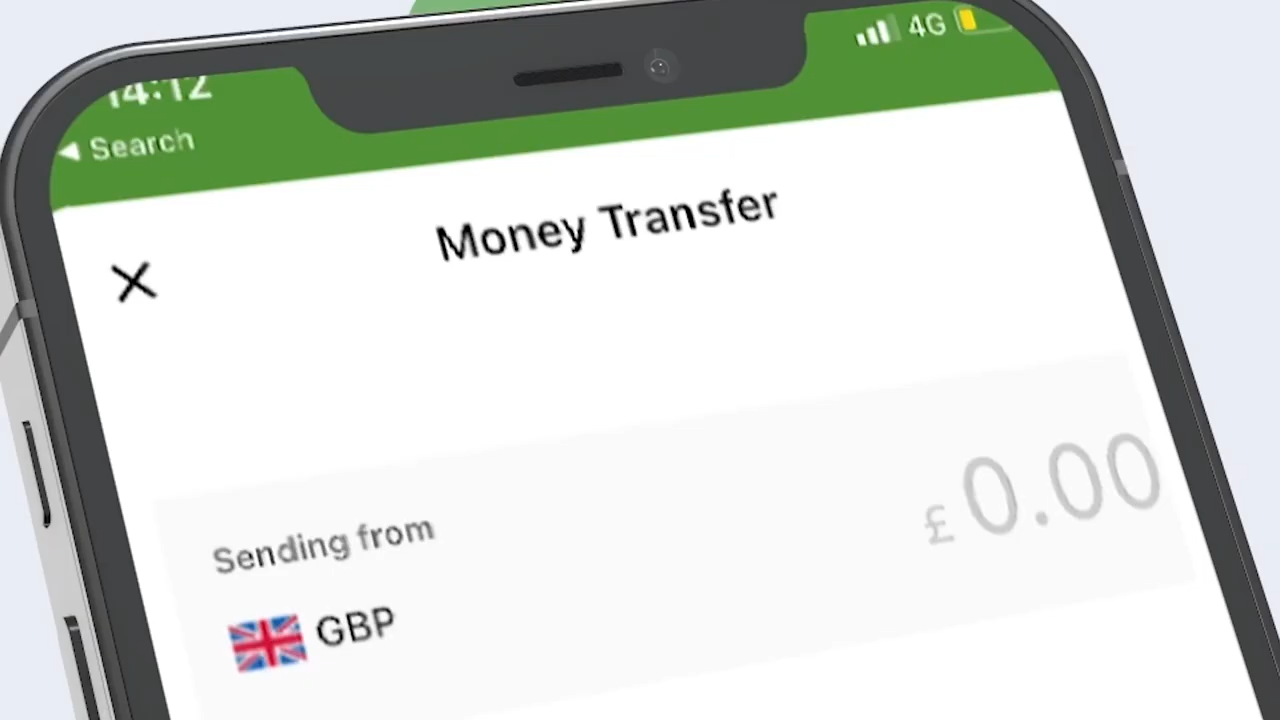 14:12
4G
◀ Search
Money Transfer
Sending from
£ 0.00
GBP